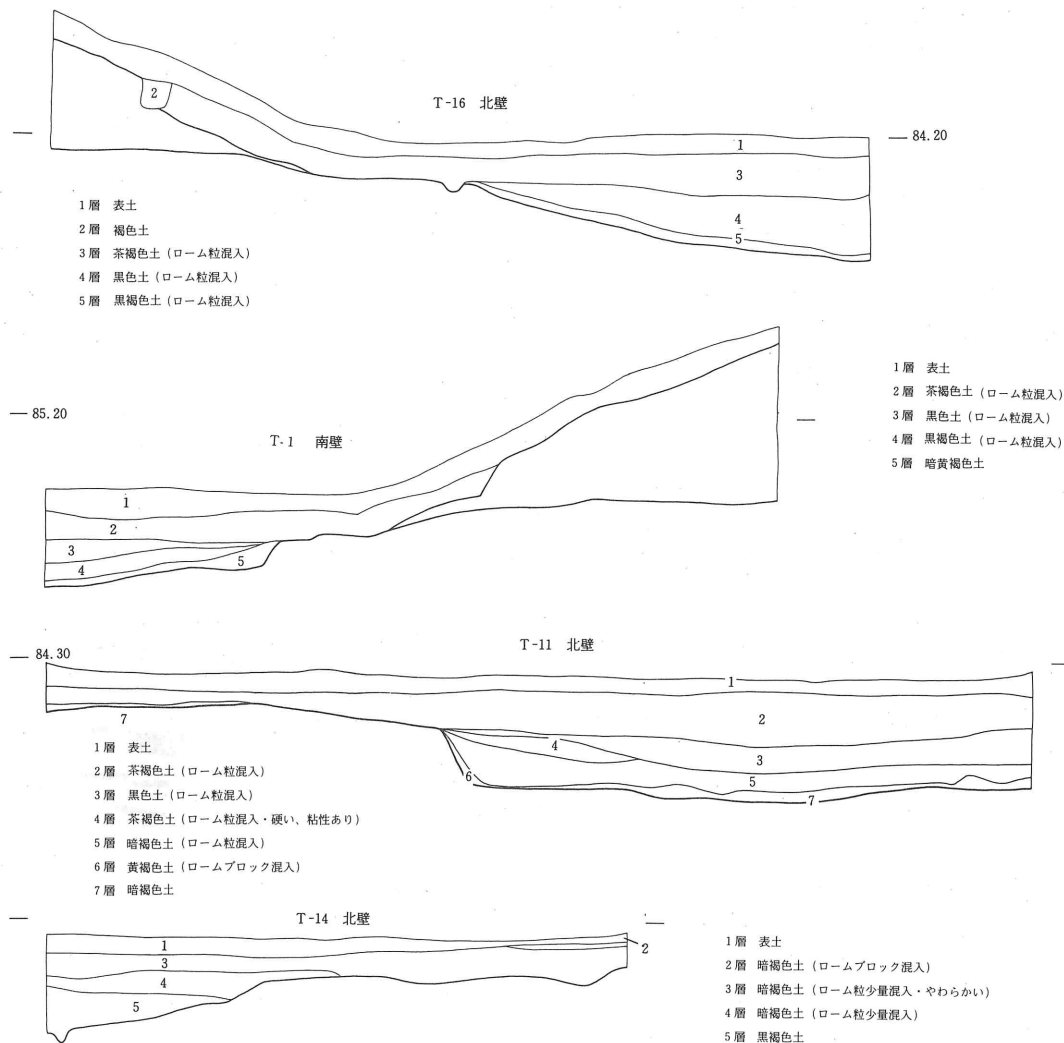 2
T-16 北壁
— 84.20
1
3
4
5
1層 表土
2層 褐色土
3層 茶褐色土（ローム粒混入）
4層 黒色土（ローム粒混入）
5層 黒褐色土（ローム粒混入）
1層 表土
2層 茶褐色土（ローム粒混入）
3層 黒色土（ローム粒混入）
4層 黒褐色土（ローム粒混入）
5層 暗黄褐色土
— 85.20
T-1 南壁
1
2
3
4
5
T-11 北壁
— 84.30
1
2
7
4
3
6
5
7
1層 表土
2層 茶褐色土（ローム粒混入）
3層 黒色土（ローム粒混入）
4層 茶褐色土（ローム粒混入・硬い、粘性あり）
5層 暗褐色土（ローム粒混入）
6層 黄褐色土（ロームブロック混入）
7層 暗褐色土
T-14 北壁
1
2
3
4
5
1層 表土
2層 暗褐色土（ロームブロック混入）
3層 暗褐色土（ローム粒少量混入・やわらかい）
4層 暗褐色土（ローム粒少量混入）
5層 黒褐色土